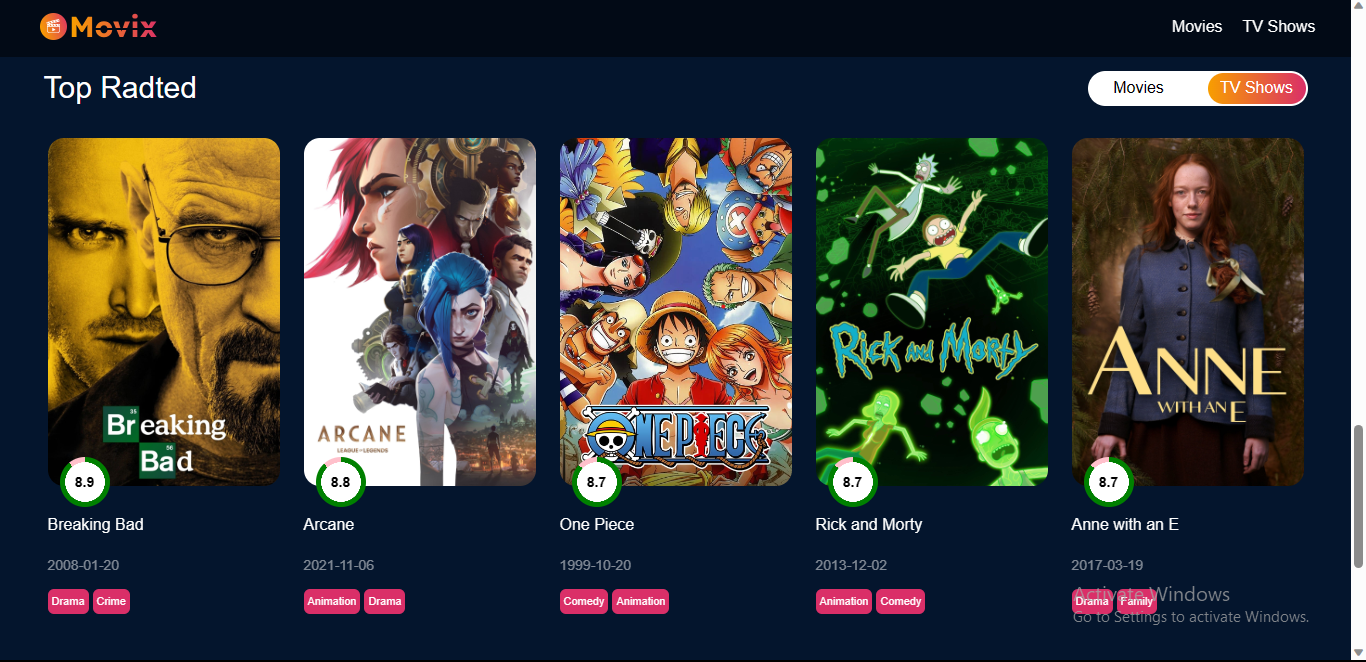 Movix
Movies TV Shows
Top Radted
Movies TV Shows
35
Breaking
56
Bad
ARCANE
LEAGUE OF LEGENDS
ONE PIECE
RICK AND MORTY
ANNE
WITH AN E
8.9
8.8
8.7
8.7
8.7
Breaking Bad
Arcane
One Piece
Rick and Morty
Anne with an E
2008-01-20
2021-11-06
1999-10-20
2013-12-02
2017-03-19
Drama Crime
Animation Drama
Comedy Animation
Animation Comedy
Drama Family
Activate Windows
Go to Settings to activate Windows.